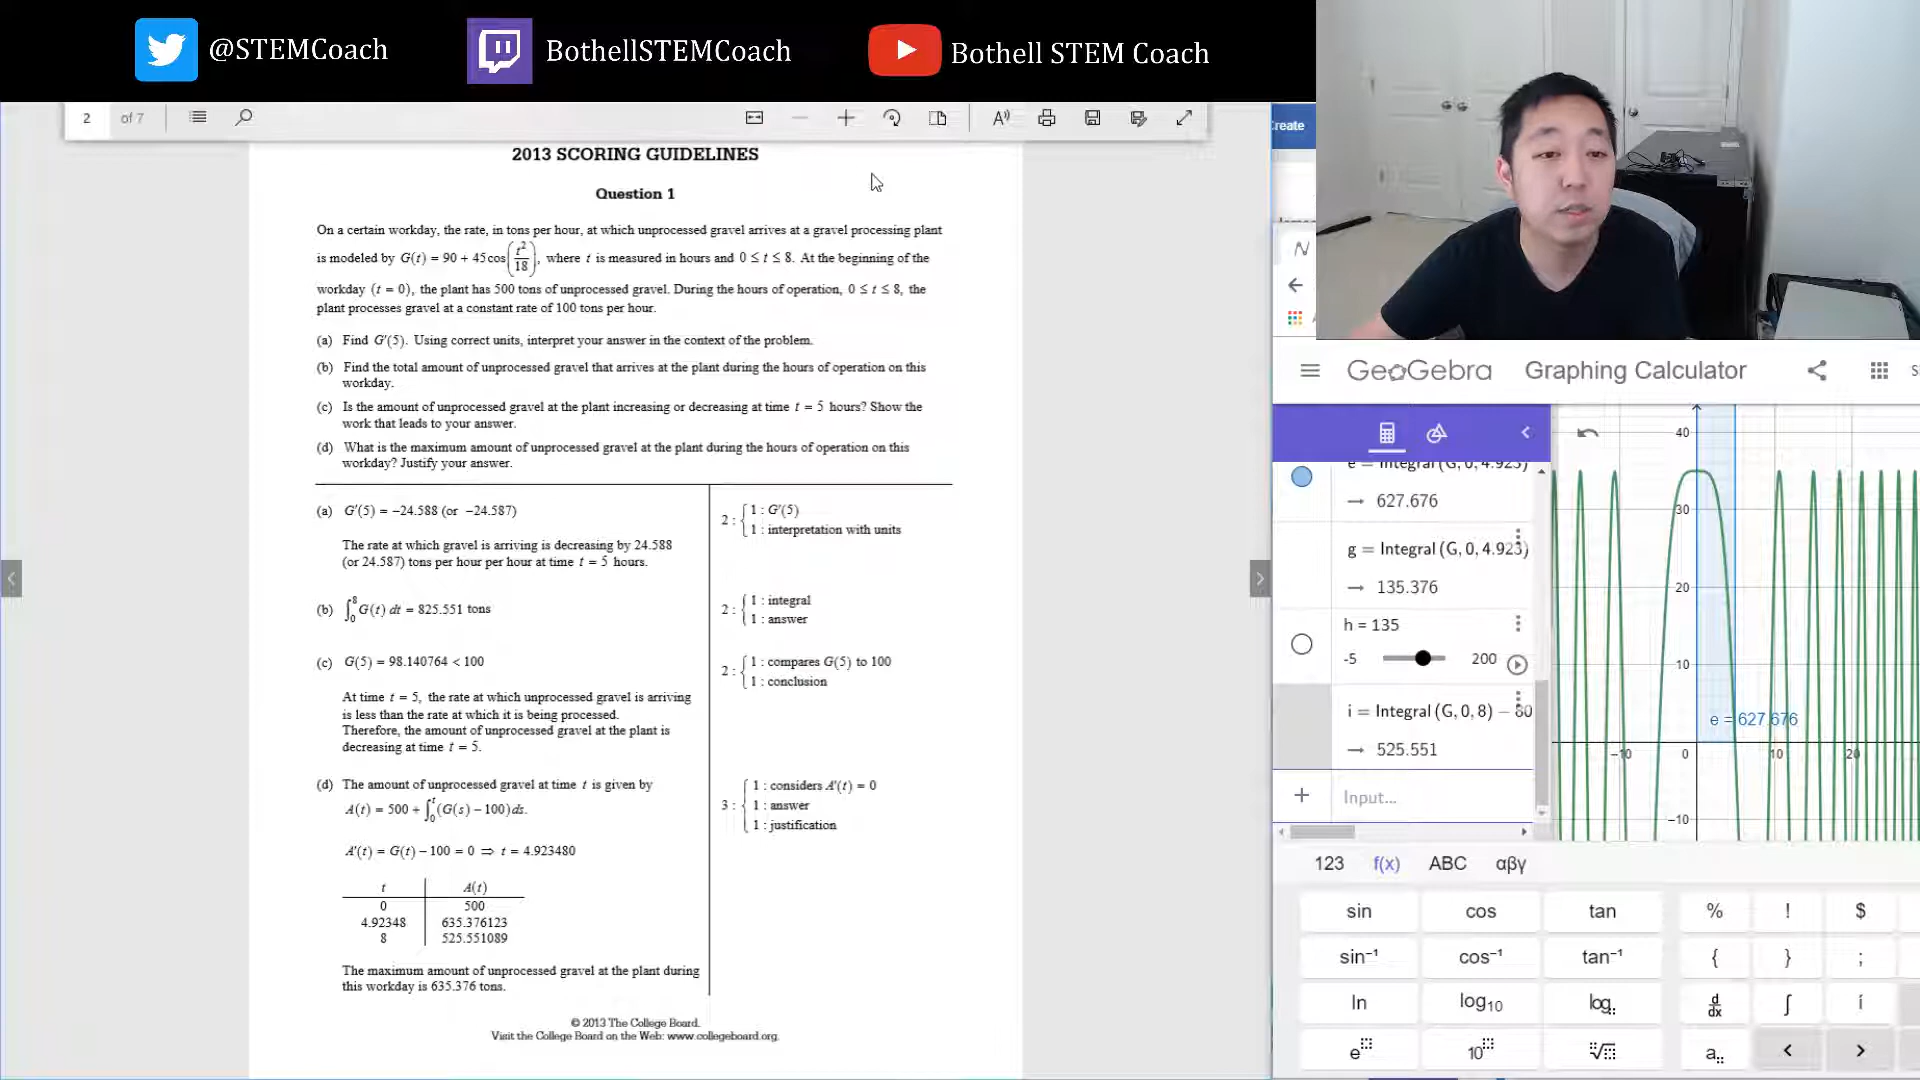 @STEMCoach
BothellSTEMCoach
Bothell STEM Coach
2
of 7
2013 SCORING GUIDELINES
Question 1
On a certain workday, the rate, in tons per hour, at which unprocessed gravel arrives at a gravel processing plant
is modeled by G(t) = 90 + 45cos(t²/18), where t is measured in hours and 0 ≤ t ≤ 8. At the beginning of the
workday (t = 0), the plant has 500 tons of unprocessed gravel. During the hours of operation, 0 ≤ t ≤ 8, the
plant processes gravel at a constant rate of 100 tons per hour.
(a) Find G′(5). Using correct units, interpret your answer in the context of the problem.
(b) Find the total amount of unprocessed gravel that arrives at the plant during the hours of operation on this
workday.
(c) Is the amount of unprocessed gravel at the plant increasing or decreasing at time t = 5 hours? Show the
work that leads to your answer.
(d) What is the maximum amount of unprocessed gravel at the plant during the hours of operation on this
workday? Justify your answer.
(a) G′(5) = −24.588 (or −24.587)
The rate at which gravel is arriving is decreasing by 24.588
(or 24.587) tons per hour per hour at time t = 5 hours.
2 : { 1 : G′(5)
1 : interpretation with units
(b) ∫₀⁸ G(t) dt = 825.551 tons
2 : { 1 : integral
1 : answer
(c) G(5) = 98.140764 < 100
At time t = 5, the rate at which unprocessed gravel is arriving
is less than the rate at which it is being processed.
Therefore, the amount of unprocessed gravel at the plant is
decreasing at time t = 5.
2 : { 1 : compares G(5) to 100
1 : conclusion
(d) The amount of unprocessed gravel at time t is given by
A(t) = 500 + ∫₀ᵗ (G(s) − 100) ds.
A′(t) = G(t) − 100 = 0 ⇒ t = 4.923480
t A(t)
0 500
4.92348 635.376123
8 525.551089
The maximum amount of unprocessed gravel at the plant during
this workday is 635.376 tons.
3 : { 1 : considers A′(t) = 0
1 : answer
1 : justification
© 2013 The College Board.
Visit the College Board on the Web: www.collegeboard.org.
Create
GeoGebra Graphing Calculator
e = Integral(G, 0, 4.923)
→ 627.676
g = Integral(G, 0, 4.923)
→ 135.376
h = 135
-5 200
i = Integral(G, 0, 8) − 80
→ 525.551
Input...
40
30
20
10
−10
−10 0 10 20
e = 627.676
123 f(x) ABC αβγ
sin cos tan % ! $
sin⁻¹ cos⁻¹ tan⁻¹ { } ;
ln log₁₀ log d/dx ∫ í
e 10 √ a < >